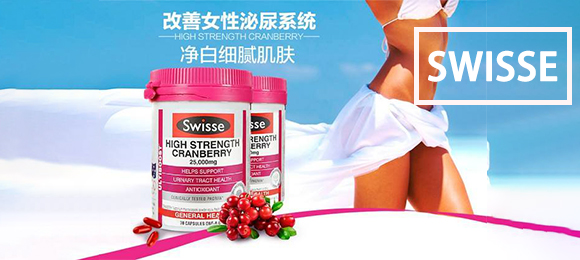 改善女性泌尿系统
HIGH STRENGTH CRANBERRY
净白细腻肌肤
SWISSE
Swisse
HIGH STRENGTH
CRANBERRY
25,000mg
HELPS SUPPORT
URINARY TRACT HEALTH
ANTIOXIDANT
GENERAL HEA